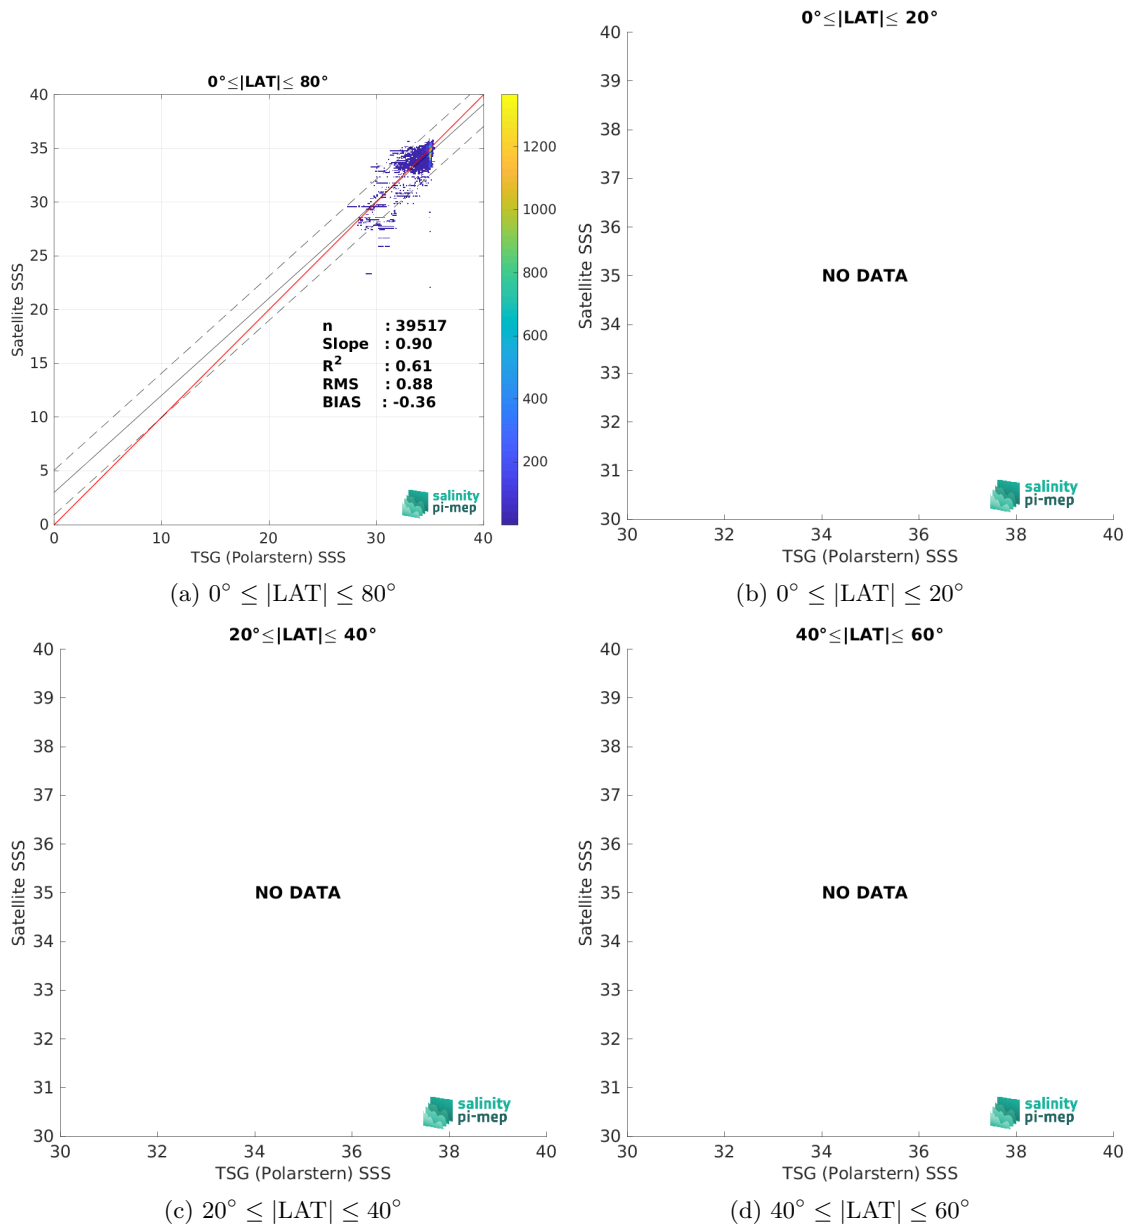 0°≤|LAT|≤ 80°
40
35
30
25
20
15
10
5
0
Satellite SSS
0
10
20
30
40
TSG (Polarstern) SSS
1200
1000
800
600
400
200
n : 39517
Slope : 0.90
R² : 0.61
RMS : 0.88
BIAS : -0.36
salinity
pi-mep
(a) 0° ≤ |LAT| ≤ 80°
0°≤|LAT|≤ 20°
40
39
38
37
36
35
34
33
32
31
30
Satellite SSS
NO DATA
30
32
34
36
38
40
TSG (Polarstern) SSS
salinity
pi-mep
(b) 0° ≤ |LAT| ≤ 20°
20°≤|LAT|≤ 40°
40
39
38
37
36
35
34
33
32
31
30
Satellite SSS
NO DATA
30
32
34
36
38
40
TSG (Polarstern) SSS
salinity
pi-mep
(c) 20° ≤ |LAT| ≤ 40°
40°≤|LAT|≤ 60°
40
39
38
37
36
35
34
33
32
31
30
Satellite SSS
NO DATA
30
32
34
36
38
40
TSG (Polarstern) SSS
salinity
pi-mep
(d) 40° ≤ |LAT| ≤ 60°